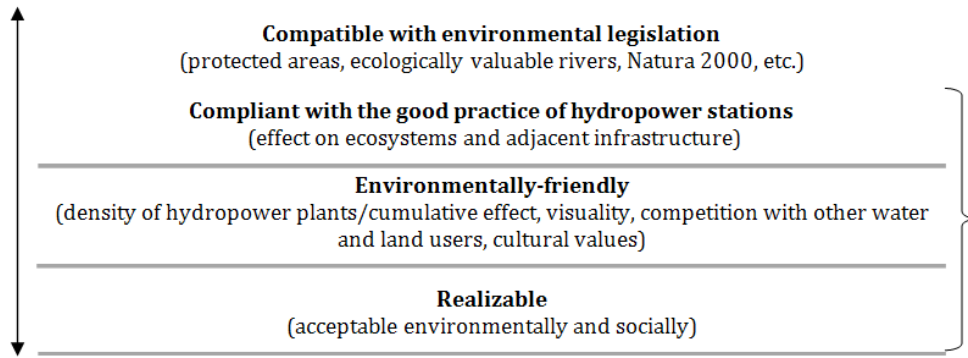 Compatible with environmental legislation
(protected areas, ecologically valuable rivers, Natura 2000, etc.)
Compliant with the good practice of hydropower stations
(effect on ecosystems and adjacent infrastructure)
Environmentally-friendly
(density of hydropower plants/cumulative effect, visuality, competition with other water
and land users, cultural values)
Realizable
(acceptable environmentally and socially)